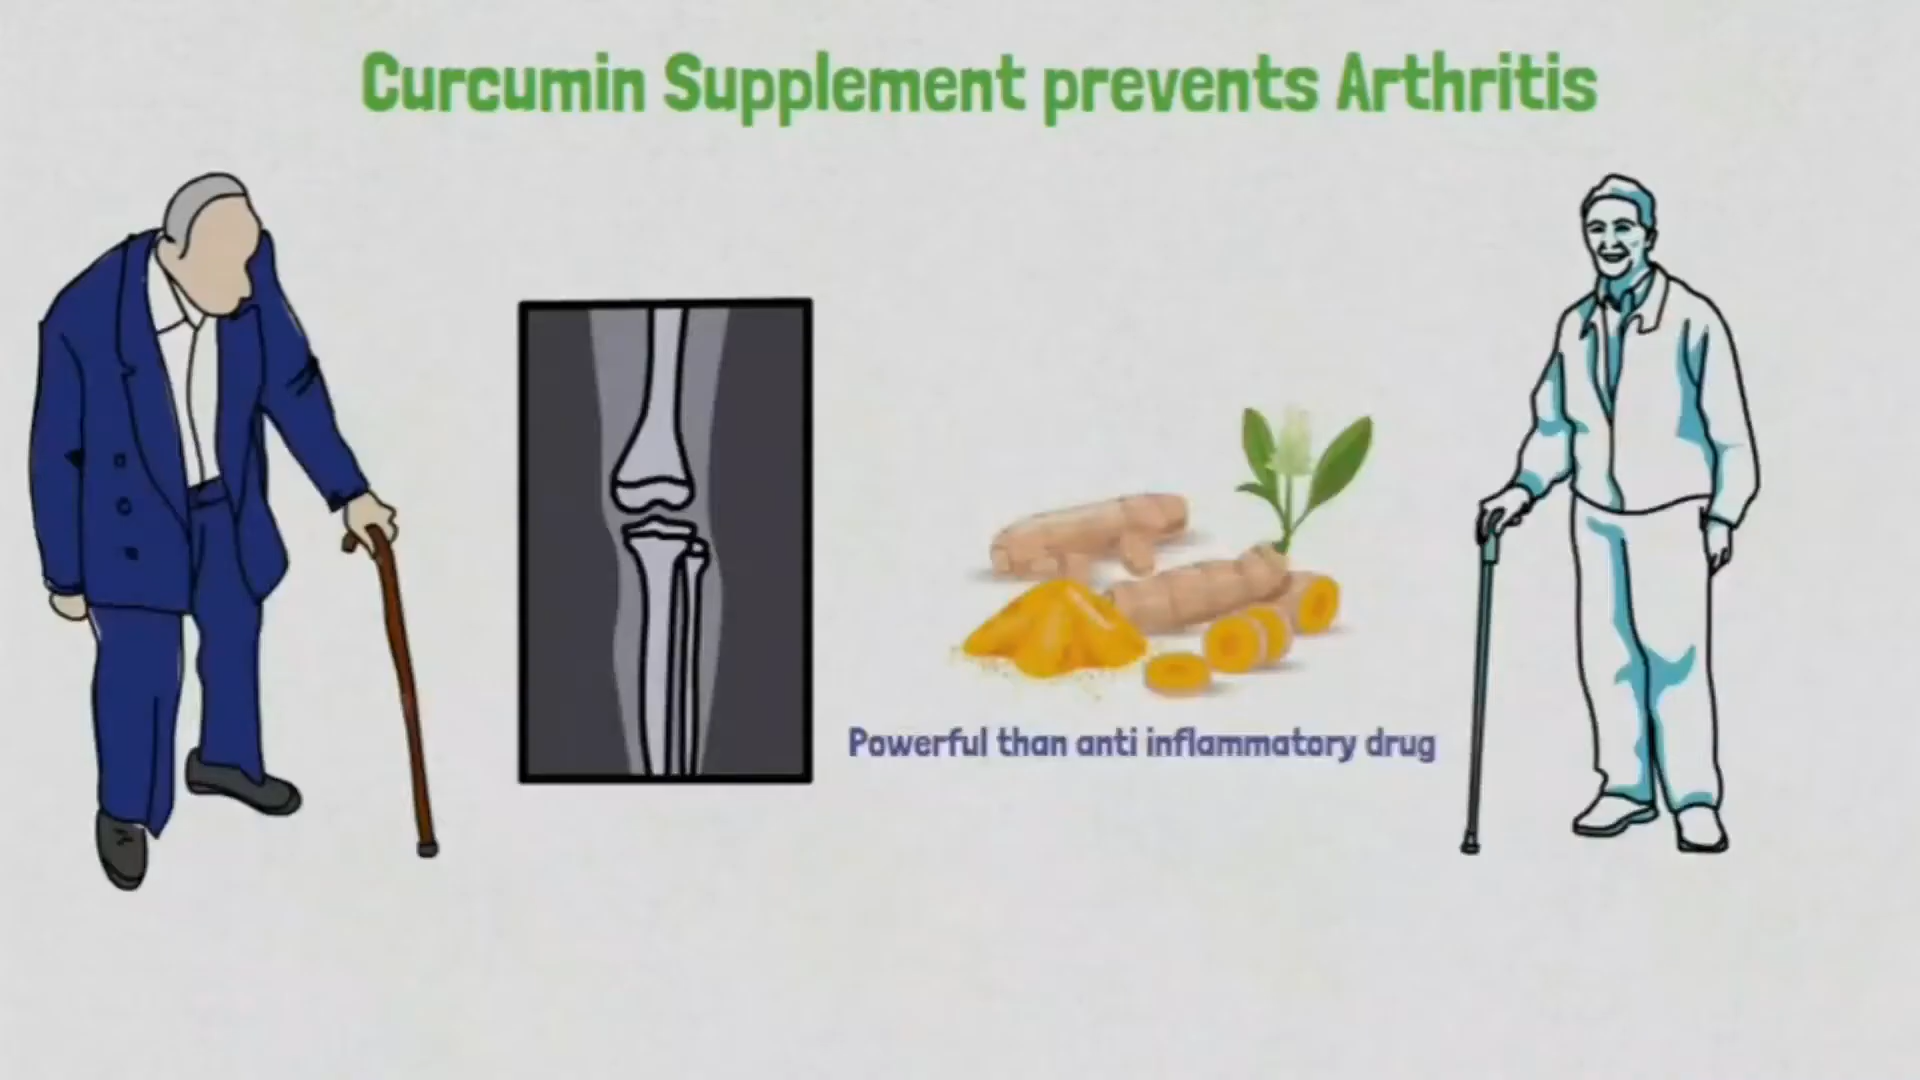 Curcumin Supplement prevents Arthritis
Powerful than anti inflammatory drug